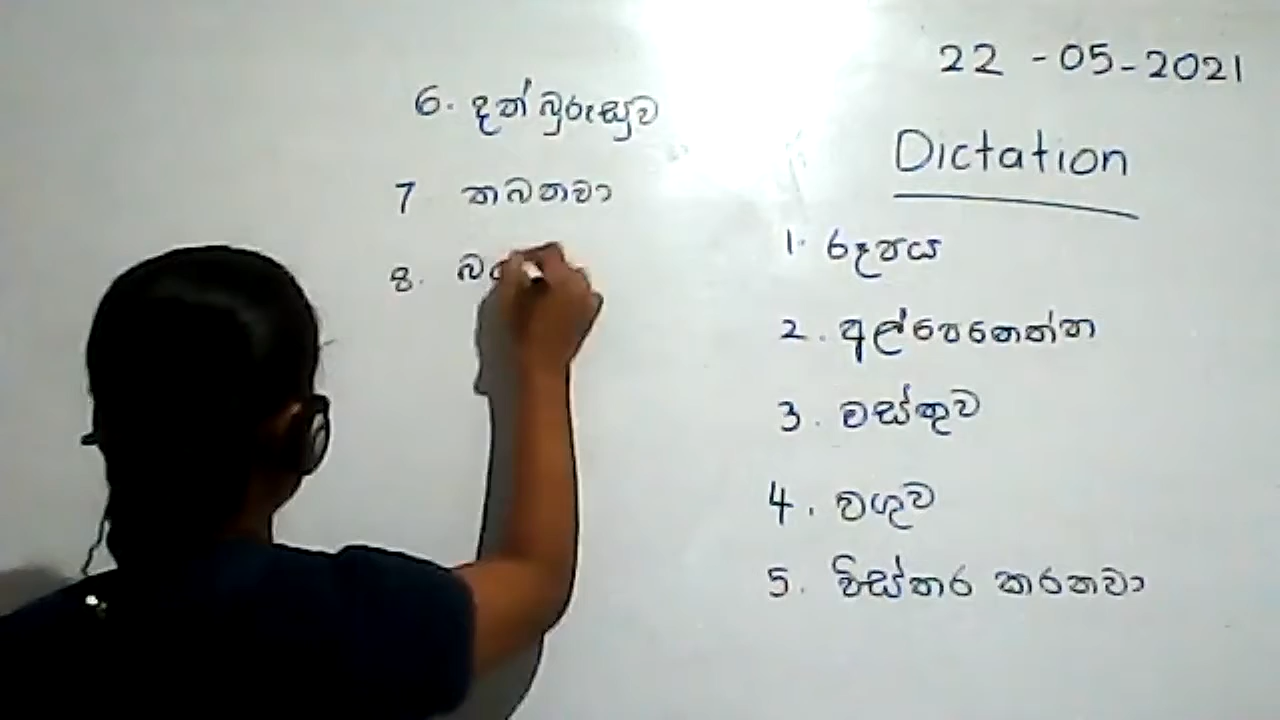 22 - 05 - 2021
Dictation
1. රූපය
2. අල්පෙනෙත්ත
3. වස්තුව
4. වගුව
5. විස්තර කරනවා
6. දත් බුරුසුව
7 තබනවා
8.